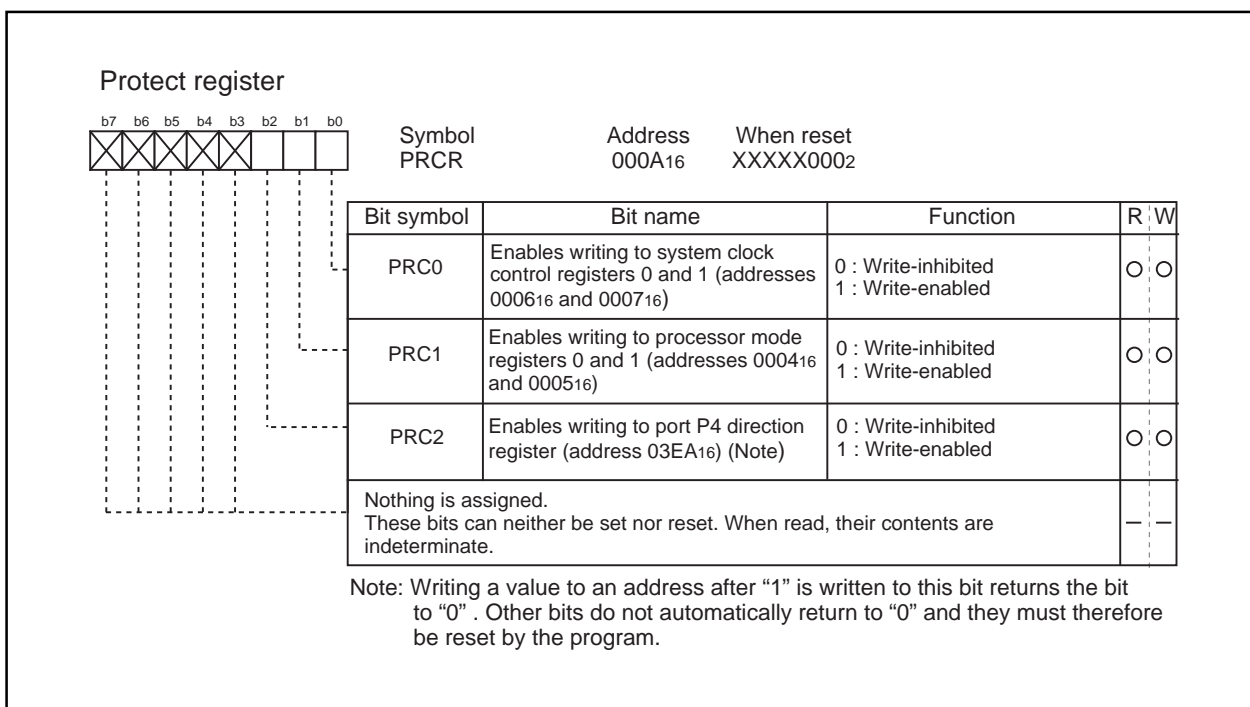 Protect register
b7 b6 b5 b4 b3 b2 b1 b0
Symbol Address When reset
PRCR 000A16 XXXXX0002
Bit symbol Bit name Function R W
PRC0
Enables writing to system clock
control registers 0 and 1 (addresses
000616 and 000716)
0 : Write-inhibited
1 : Write-enabled
PRC1
Enables writing to processor mode
registers 0 and 1 (addresses 000416
and 000516)
0 : Write-inhibited
1 : Write-enabled
PRC2
Enables writing to port P4 direction
register (address 03EA16) (Note)
0 : Write-inhibited
1 : Write-enabled
Nothing is assigned.
These bits can neither be set nor reset. When read, their contents are
indeterminate.
Note: Writing a value to an address after “1” is written to this bit returns the bit
to “0” . Other bits do not automatically return to “0” and they must therefore
be reset by the program.